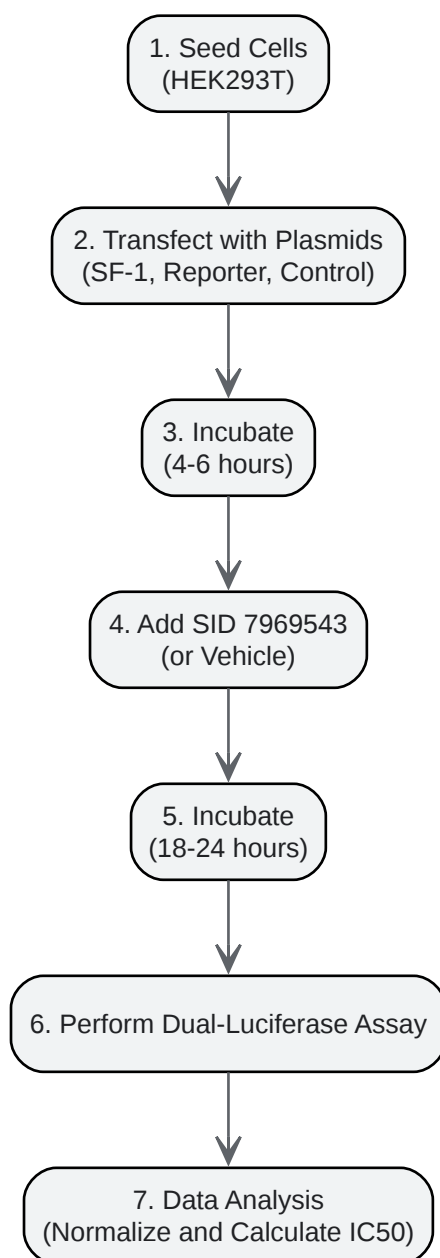 1. Seed Cells
(HEK293T)
2. Transfect with Plasmids
(SF-1, Reporter, Control)
3. Incubate
(4-6 hours)
4. Add SID 7969543
(or Vehicle)
5. Incubate
(18-24 hours)
6. Perform Dual-Luciferase Assay
7. Data Analysis
(Normalize and Calculate IC50)